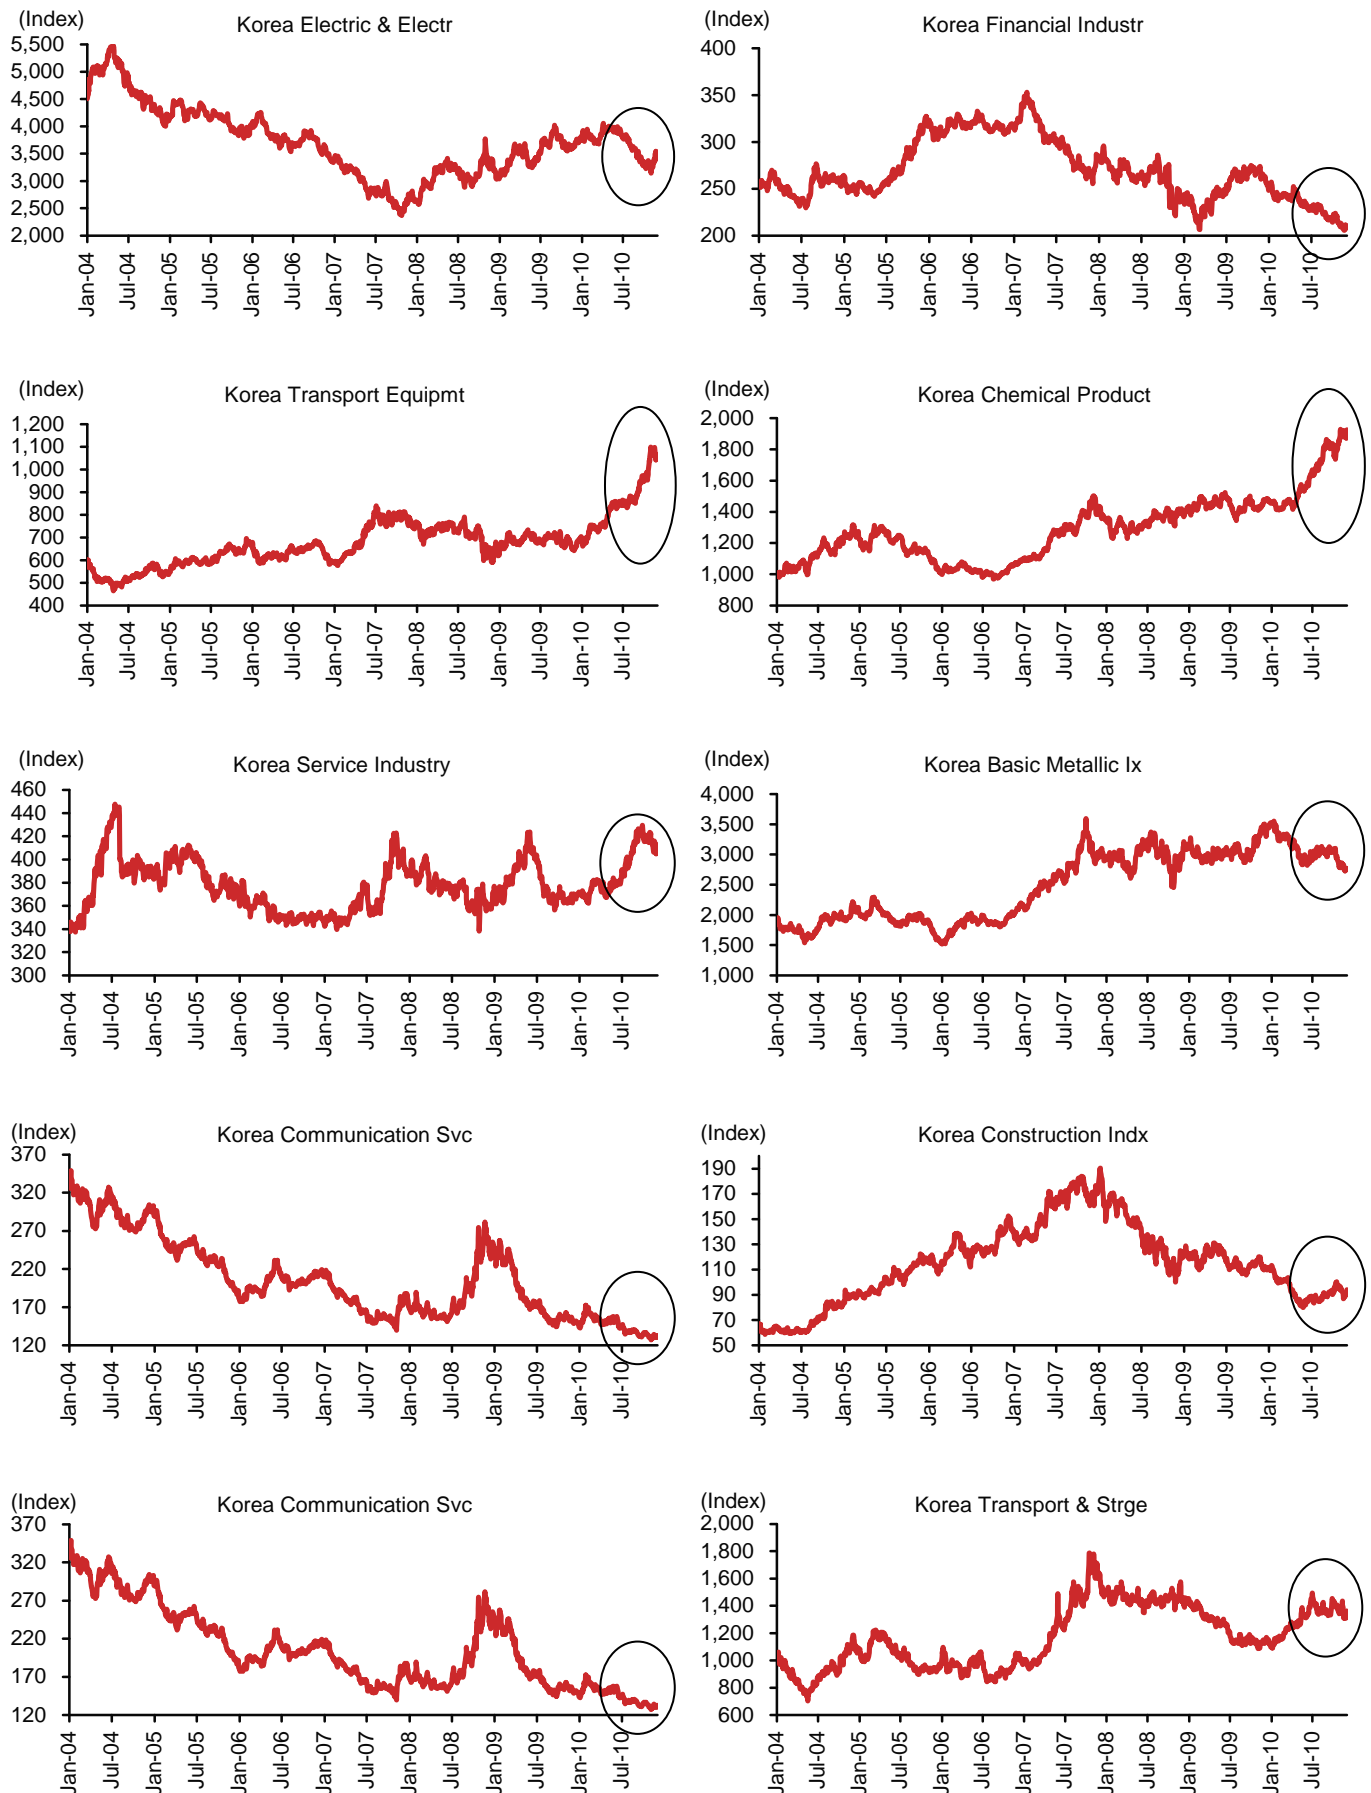 (Index)
Korea Electric & Electr
5,500
5,000
4,500
4,000
3,500
3,000
2,500
2,000
Jan-04
Jul-04
Jan-05
Jul-05
Jan-06
Jul-06
Jan-07
Jul-07
Jan-08
Jul-08
Jan-09
Jul-09
Jan-10
Jul-10
(Index)
Korea Financial Industr
400
350
300
250
200
Jan-04
Jul-04
Jan-05
Jul-05
Jan-06
Jul-06
Jan-07
Jul-07
Jan-08
Jul-08
Jan-09
Jul-09
Jan-10
Jul-10
(Index)
Korea Transport Equipmt
1,200
1,100
1,000
900
800
700
600
500
400
Jan-04
Jul-04
Jan-05
Jul-05
Jan-06
Jul-06
Jan-07
Jul-07
Jan-08
Jul-08
Jan-09
Jul-09
Jan-10
Jul-10
(Index)
Korea Chemical Product
2,000
1,800
1,600
1,400
1,200
1,000
800
Jan-04
Jul-04
Jan-05
Jul-05
Jan-06
Jul-06
Jan-07
Jul-07
Jan-08
Jul-08
Jan-09
Jul-09
Jan-10
Jul-10
(Index)
Korea Service Industry
460
440
420
400
380
360
340
300
Jan-04
Jul-04
Jan-05
Jul-05
Jan-06
Jul-06
Jan-07
Jul-07
Jan-08
Jul-08
Jan-09
Jul-09
Jan-10
Jul-10
(Index)
Korea Basic Metallic Ix
4,000
3,500
3,000
2,500
2,000
1,500
1,000
Jan-04
Jul-04
Jan-05
Jul-05
Jan-06
Jul-06
Jan-07
Jul-07
Jan-08
Jul-08
Jan-09
Jul-09
Jan-10
Jul-10
(Index)
Korea Communication Svc
370
320
270
220
170
120
Jan-04
Jul-04
Jan-05
Jul-05
Jan-06
Jul-06
Jan-07
Jul-07
Jan-08
Jul-08
Jan-09
Jul-09
Jan-10
Jul-10
(Index)
Korea Construction Indx
190
170
150
130
110
90
70
50
Jan-04
Jul-04
Jan-05
Jul-05
Jan-06
Jul-06
Jan-07
Jul-07
Jan-08
Jul-08
Jan-09
Jul-09
Jan-10
Jul-10
(Index)
Korea Communication Svc
370
320
270
220
170
120
Jan-04
Jul-04
Jan-05
Jul-05
Jan-06
Jul-06
Jan-07
Jul-07
Jan-08
Jul-08
Jan-09
Jul-09
Jan-10
Jul-10
(Index)
Korea Transport & Strge
2,000
1,800
1,600
1,400
1,200
1,000
800
600
Jan-04
Jul-04
Jan-05
Jul-05
Jan-06
Jul-06
Jan-07
Jul-07
Jan-08
Jul-08
Jan-09
Jul-09
Jan-10
Jul-10